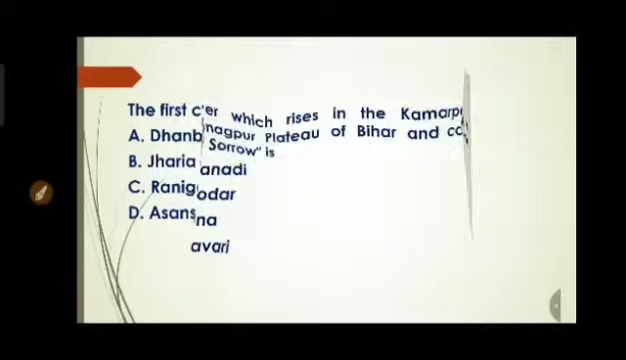 The first c er which rises in the Kamarp
A. Dhanb nagpur Plateau of Bihar and co
Sorrow" is
B. Jharia anadi
C. Ranig odar
D. Asans na
avari